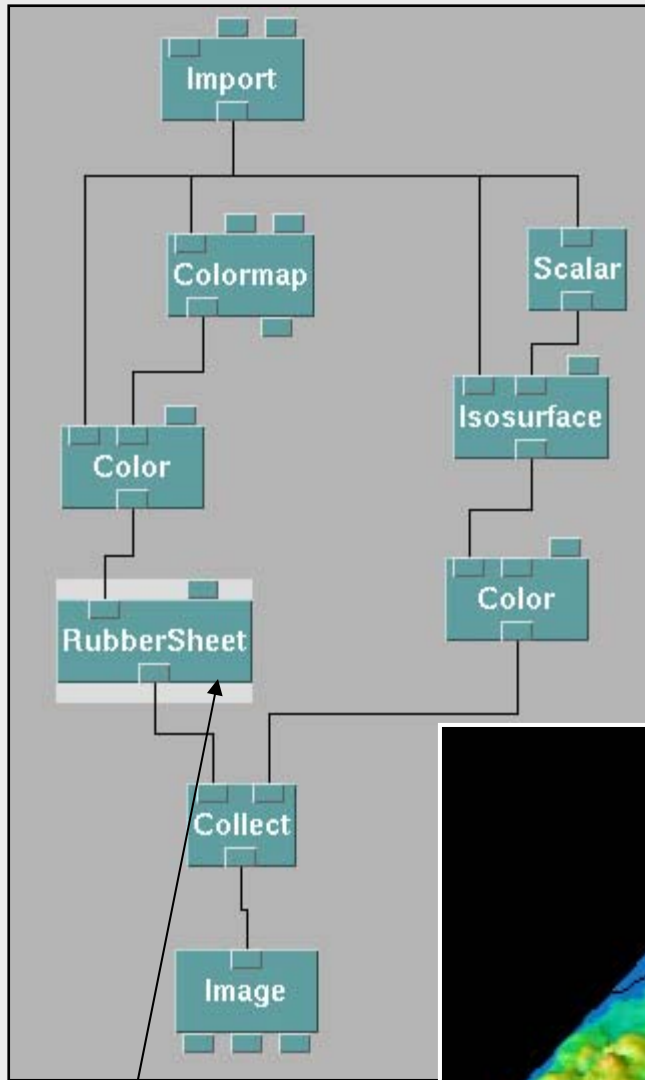 Import
Colormap
Scalar
Isosurface
Color
Color
RubberSheet
Collect
Image